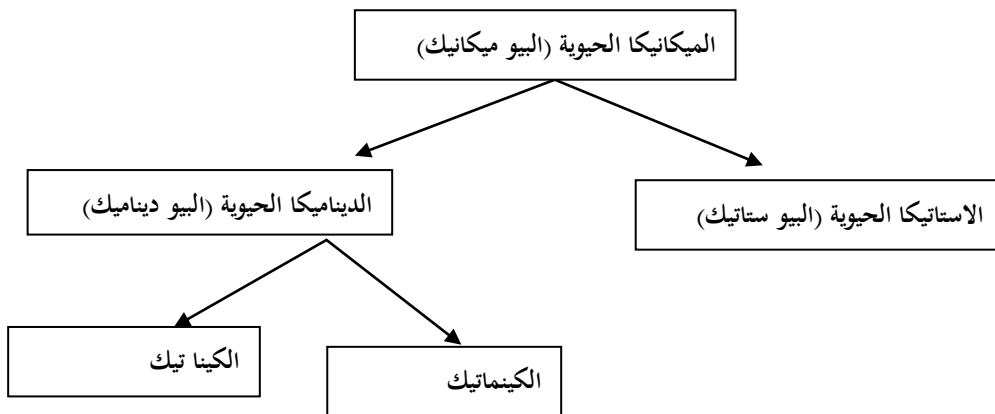 الميكانيكا الحيوية (البيو ميكانيك)
الاستاتيكا الحيوية (البيو ستاتيك)
الديناميكا الحيوية (البيو ديناميك)
الكينماتيك
الكينا تيك